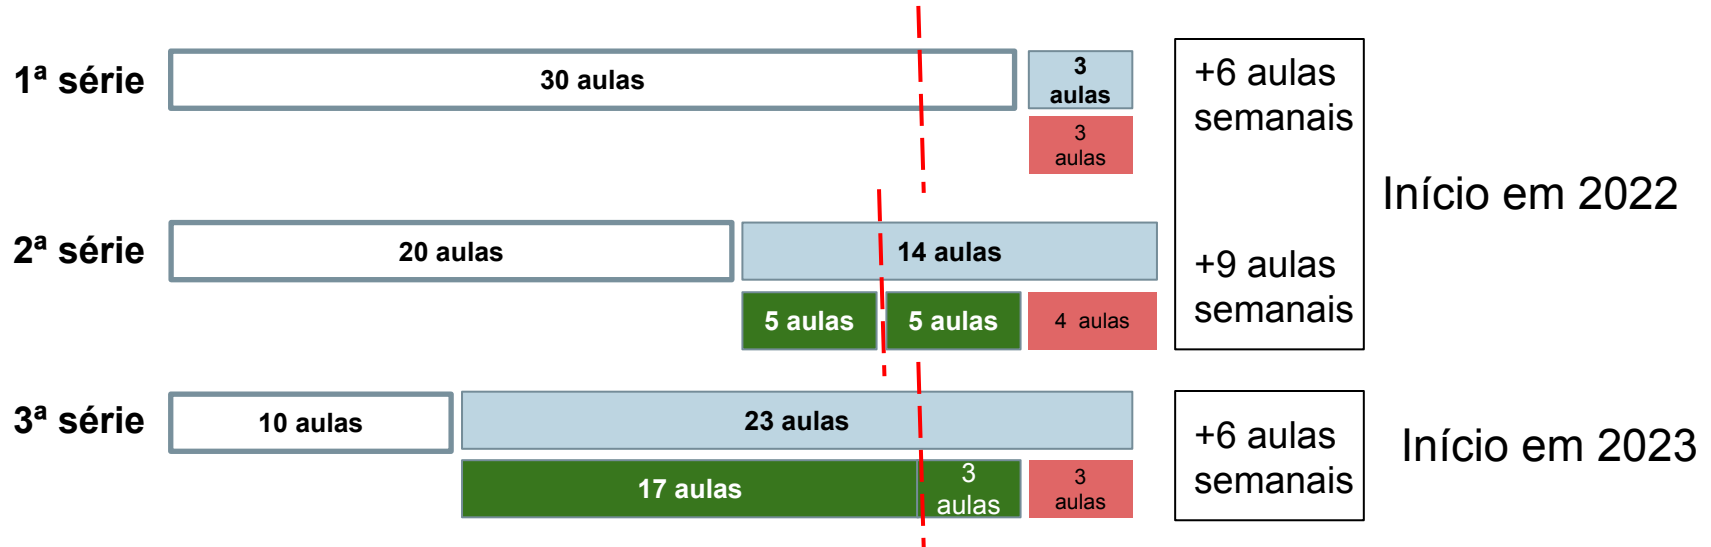 1ª série
30 aulas
3
aulas
3
aulas
+6 aulas
semanais
Início em 2022
2ª série
20 aulas
14 aulas
5 aulas
5 aulas
4 aulas
+9 aulas
semanais
3ª série
10 aulas
23 aulas
17 aulas
3
aulas
3
aulas
+6 aulas
semanais
Início em 2023